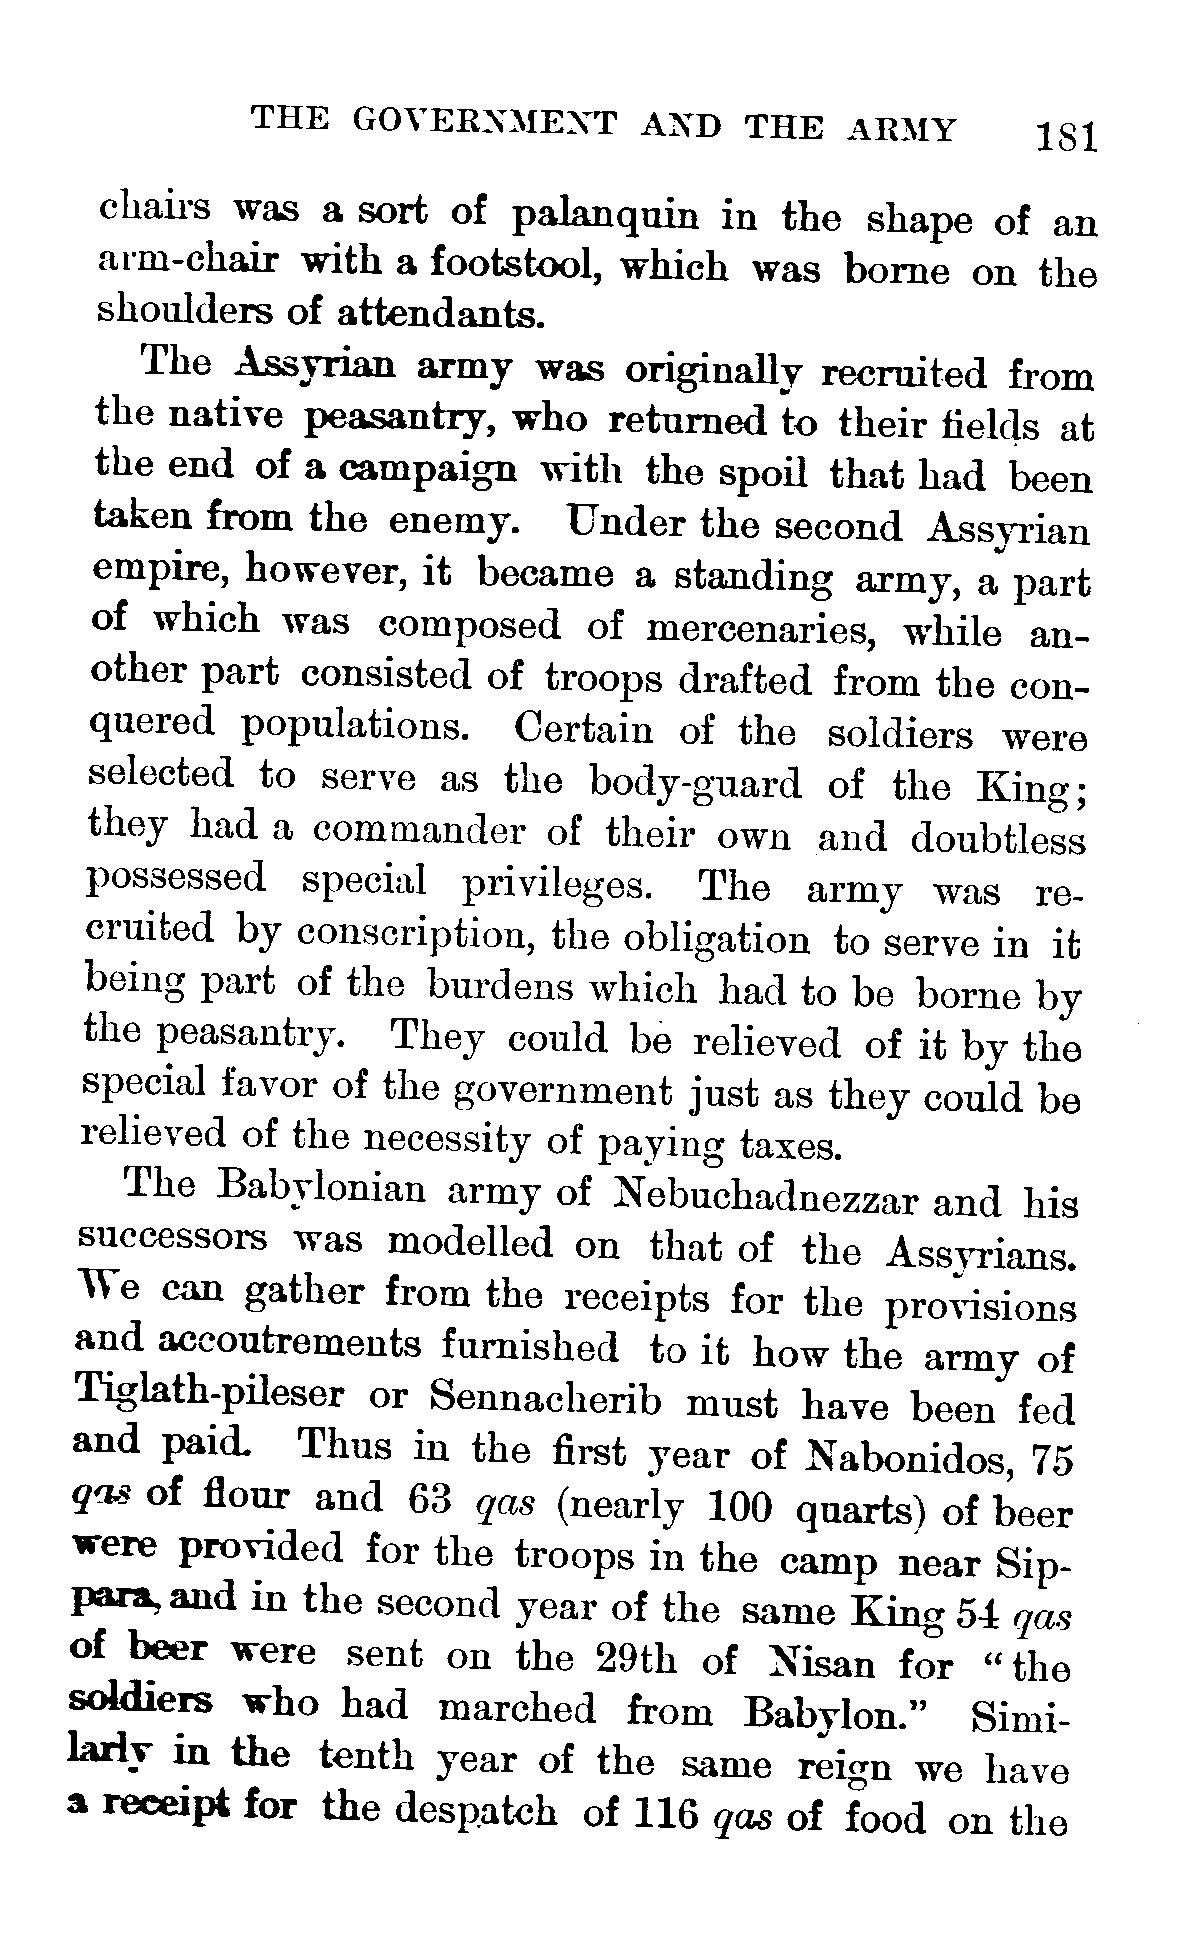 THE GOVERNMENT AND THE ARMY 181
chairs was a sort of palanquin in the shape of an
arm-chair with a footstool, which was borne on the
shoulders of attendants.
The Assyrian army was originally recruited from
the native peasantry, who returned to their fields at
the end of a campaign with the spoil that had been
taken from the enemy. Under the second Assyrian
empire, however, it became a standing army, a part
of which was composed of mercenaries, while an-
other part consisted of troops drafted from the con-
quered populations. Certain of the soldiers were
selected to serve as the body-guard of the King;
they had a commander of their own and doubtless
possessed special privileges. The army was re-
cruited by conscription, the obligation to serve in it
being part of the burdens which had to be borne by
the peasantry. They could be relieved of it by the
special favor of the government just as they could be
relieved of the necessity of paying taxes.
The Babylonian army of Nebuchadnezzar and his
successors was modelled on that of the Assyrians.
We can gather from the receipts for the provisions
and accoutrements furnished to it how the army of
Tiglath-pileser or Sennacherib must have been fed
and paid. Thus in the first year of Nabonidos, 75
qas of flour and 63 qas (nearly 100 quarts) of beer
were provided for the troops in the camp near Sip-
para, and in the second year of the same King 54 qas
of beer were sent on the 29th of Nisan for "the
soldiers who had marched from Babylon." Simi-
larly in the tenth year of the same reign we have
a receipt for the despatch of 116 qas of food on the